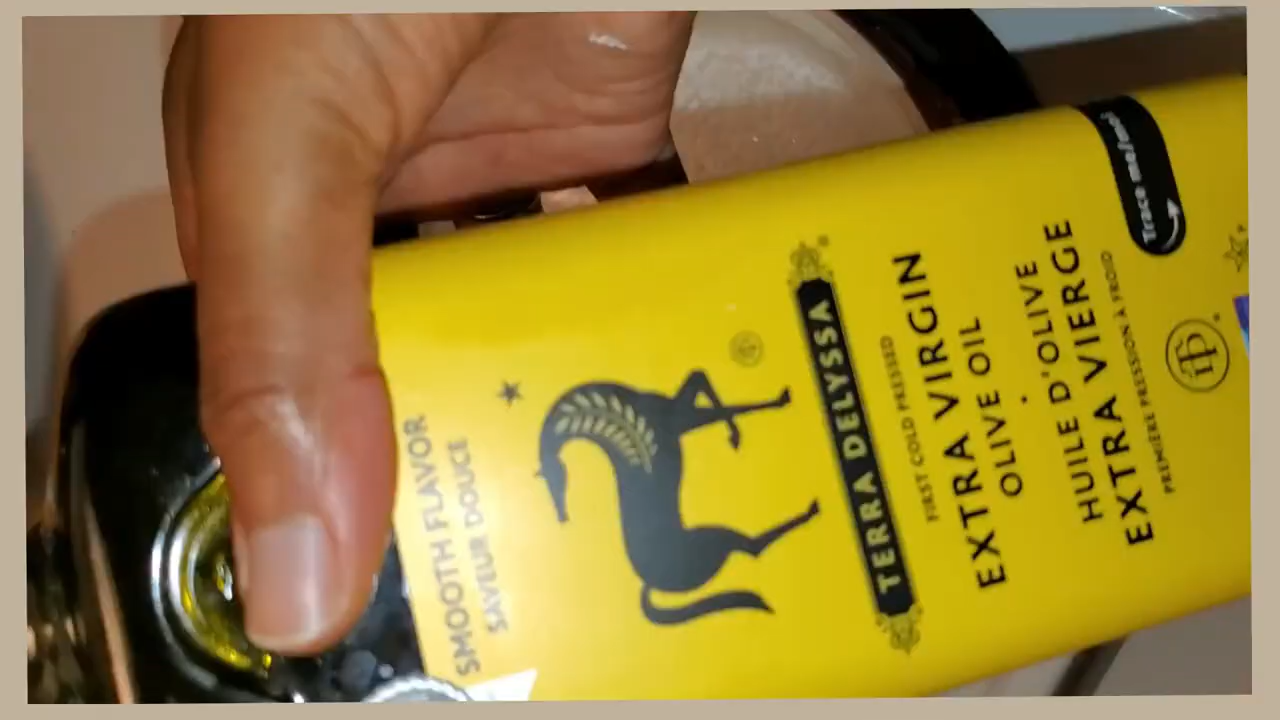 SMOOTH FLAVOR
SAVEUR DOUCE
TERRA DELYSSA
FIRST COLD PRESSED
EXTRA VIRGIN
OLIVE OIL
HUILE D'OLIVE
EXTRA VIERGE
PREMIÈRE PRESSION À FROID
Trace me/moi